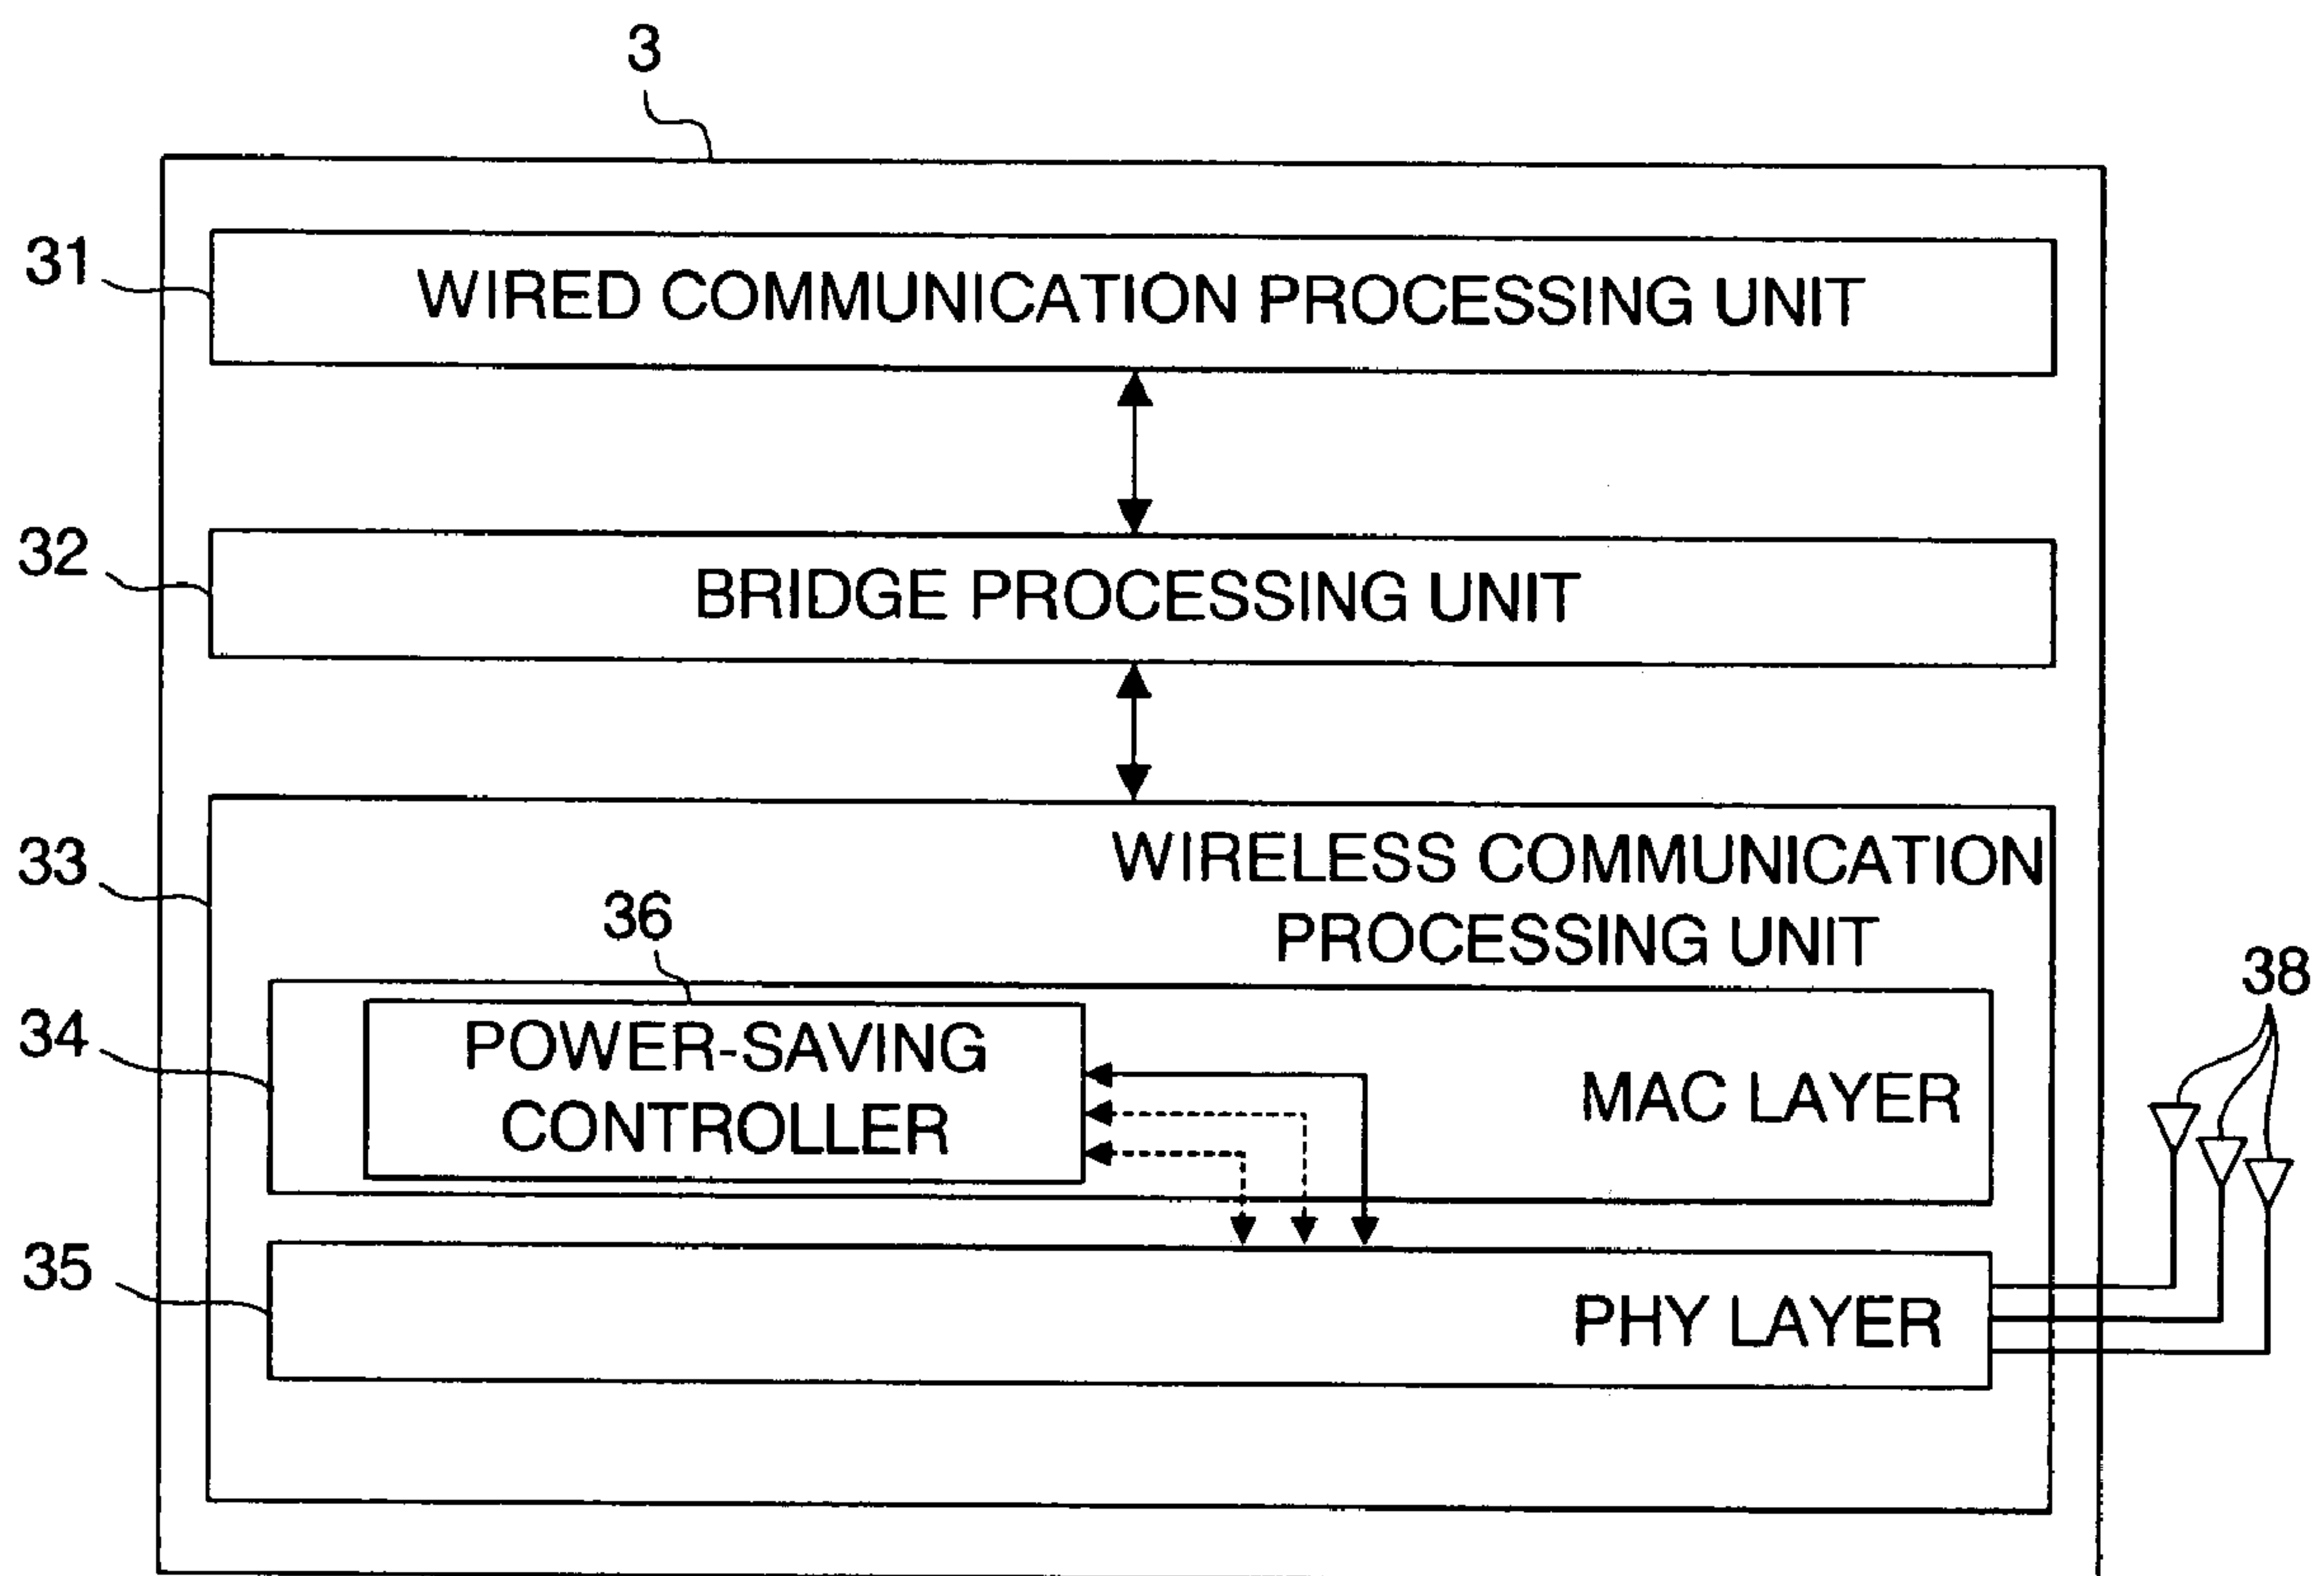 3
31
WIRED COMMUNICATION PROCESSING UNIT
32
BRIDGE PROCESSING UNIT
33
WIRELESS COMMUNICATION
PROCESSING UNIT
36
38
34
POWER-SAVING
CONTROLLER
MAC LAYER
35
PHY LAYER